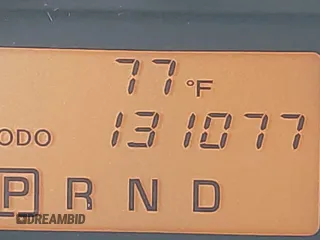 77 °F
ODO 131077
P R N D
DREAMBID